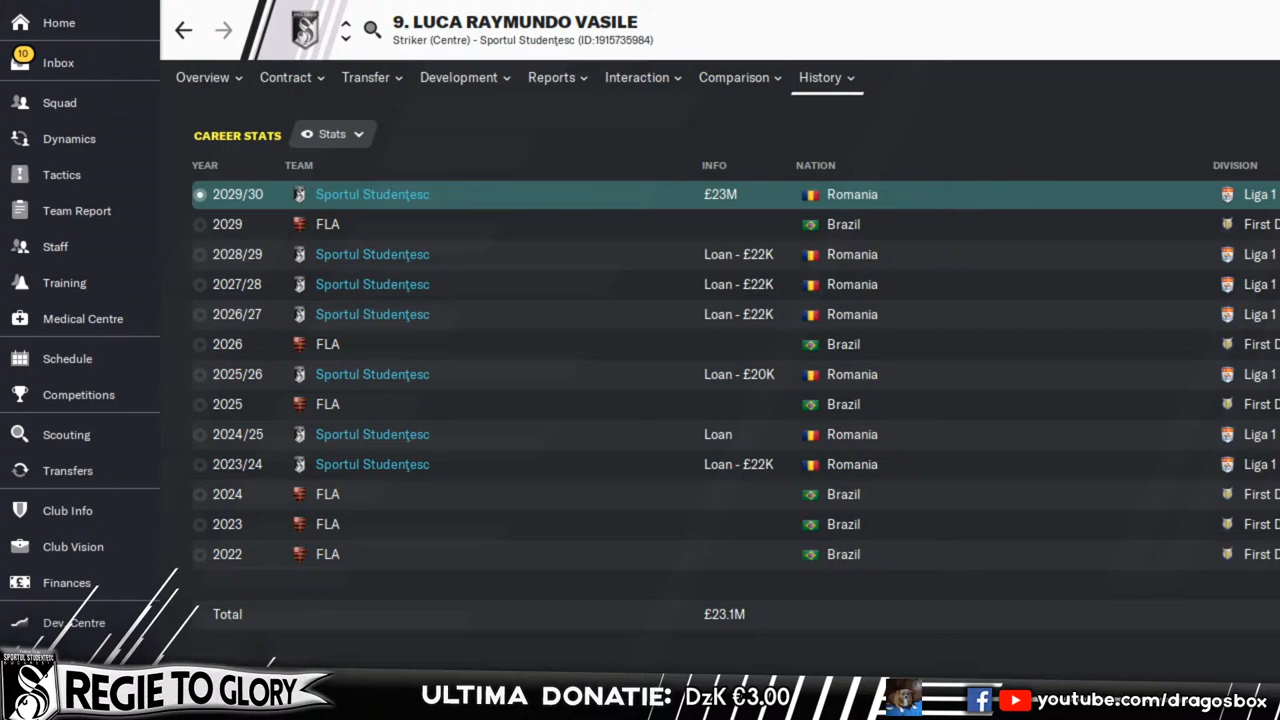 Home
10
Inbox
Squad
Dynamics
Tactics
Team Report
Staff
Training
Medical Centre
Schedule
Competitions
Scouting
Transfers
Club Info
Club Vision
Finances
Dev. Centre
9. LUCA RAYMUNDO VASILE
Striker (Centre) - Sportul Studențesc (ID:1915735984)
Overview Contract Transfer Development Reports Interaction Comparison History
CAREER STATS Stats
YEAR TEAM INFO NATION DIVISION
2029/30 Sportul Studențesc £23M Romania Liga 1
2029 FLA Brazil First D
2028/29 Sportul Studențesc Loan - £22K Romania Liga 1
2027/28 Sportul Studențesc Loan - £22K Romania Liga 1
2026/27 Sportul Studențesc Loan - £22K Romania Liga 1
2026 FLA Brazil First D
2025/26 Sportul Studențesc Loan - £20K Romania Liga 1
2025 FLA Brazil First D
2024/25 Sportul Studențesc Loan Romania Liga 1
2023/24 Sportul Studențesc Loan - £22K Romania Liga 1
2024 FLA Brazil First D
2023 FLA Brazil First D
2022 FLA Brazil First D
Total £23.1M
SPORTUL STUDENȚESC
REGIE TO GLORY
ULTIMA DONATIE: DzK €3.00
youtube.com/dragosbox